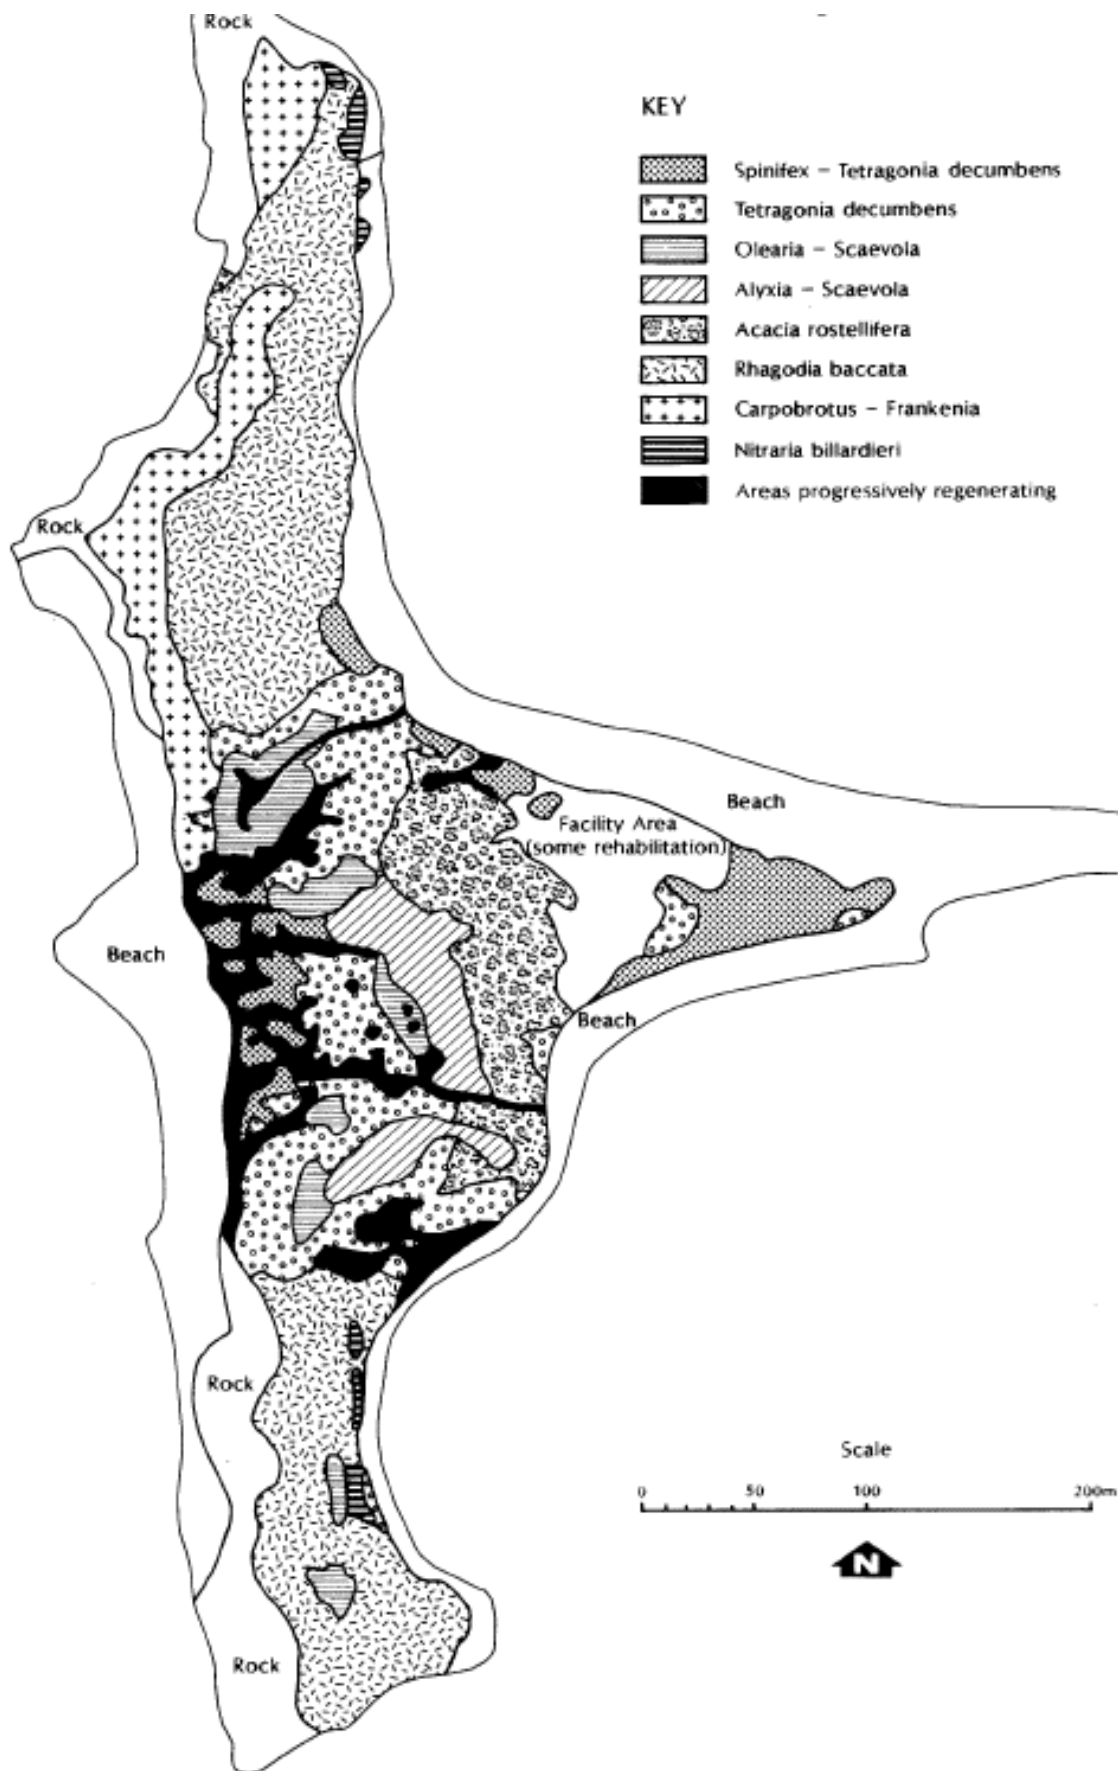 Rock
KEY
Spinifex – Tetragonia decumbens
Tetragonia decumbens
Olearia – Scaevola
Alyxia – Scaevola
Acacia rostellifera
Rhagodia baccata
Carpobrotus – Frankenia
Nitraria billardieri
Areas progressively regenerating
Rock
Beach
Facility Area
(some rehabilitation)
Beach
Beach
Rock
Scale
0 50 100 200m
N
Rock